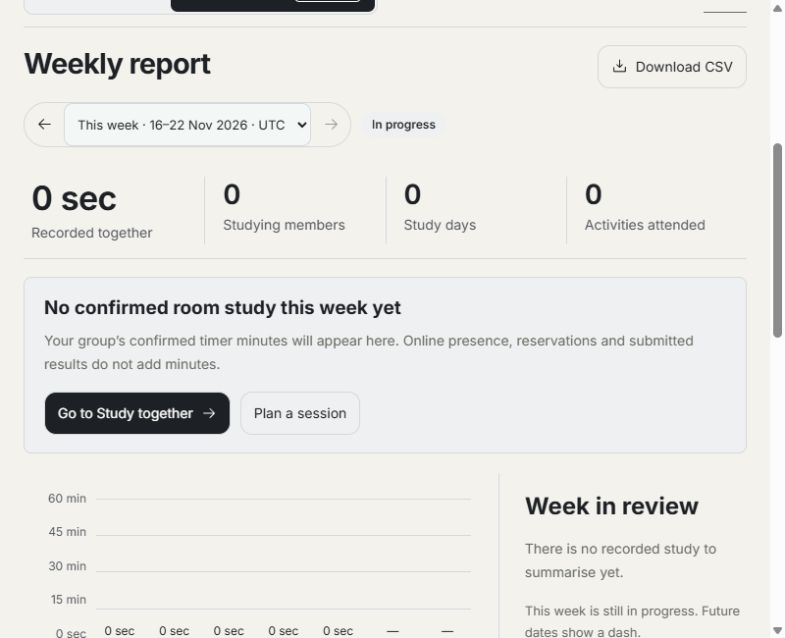 Weekly report
Download CSV
This week · 16–22 Nov 2026 · UTC
In progress
0 sec
Recorded together
0
Studying members
0
Study days
0
Activities attended
No confirmed room study this week yet
Your group’s confirmed timer minutes will appear here. Online presence, reservations and submitted
results do not add minutes.
Go to Study together →
Plan a session
60 min
45 min
30 min
15 min
0 sec
0 sec 0 sec 0 sec 0 sec 0 sec — —
Week in review
There is no recorded study to
summarise yet.
This week is still in progress. Future
dates show a dash.